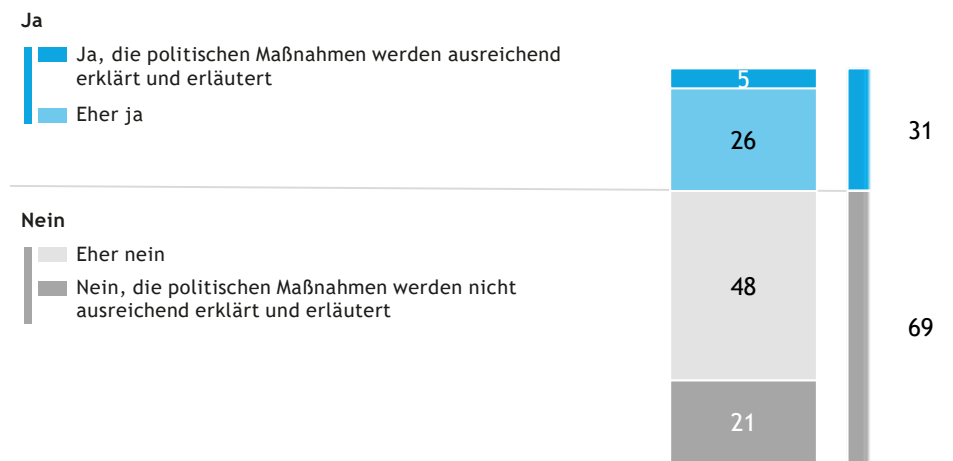 Ja
Ja, die politischen Maßnahmen werden ausreichend
erklärt und erläutert
Eher ja
5
26
31
Nein
Eher nein
Nein, die politischen Maßnahmen werden nicht
ausreichend erklärt und erläutert
48
69
21